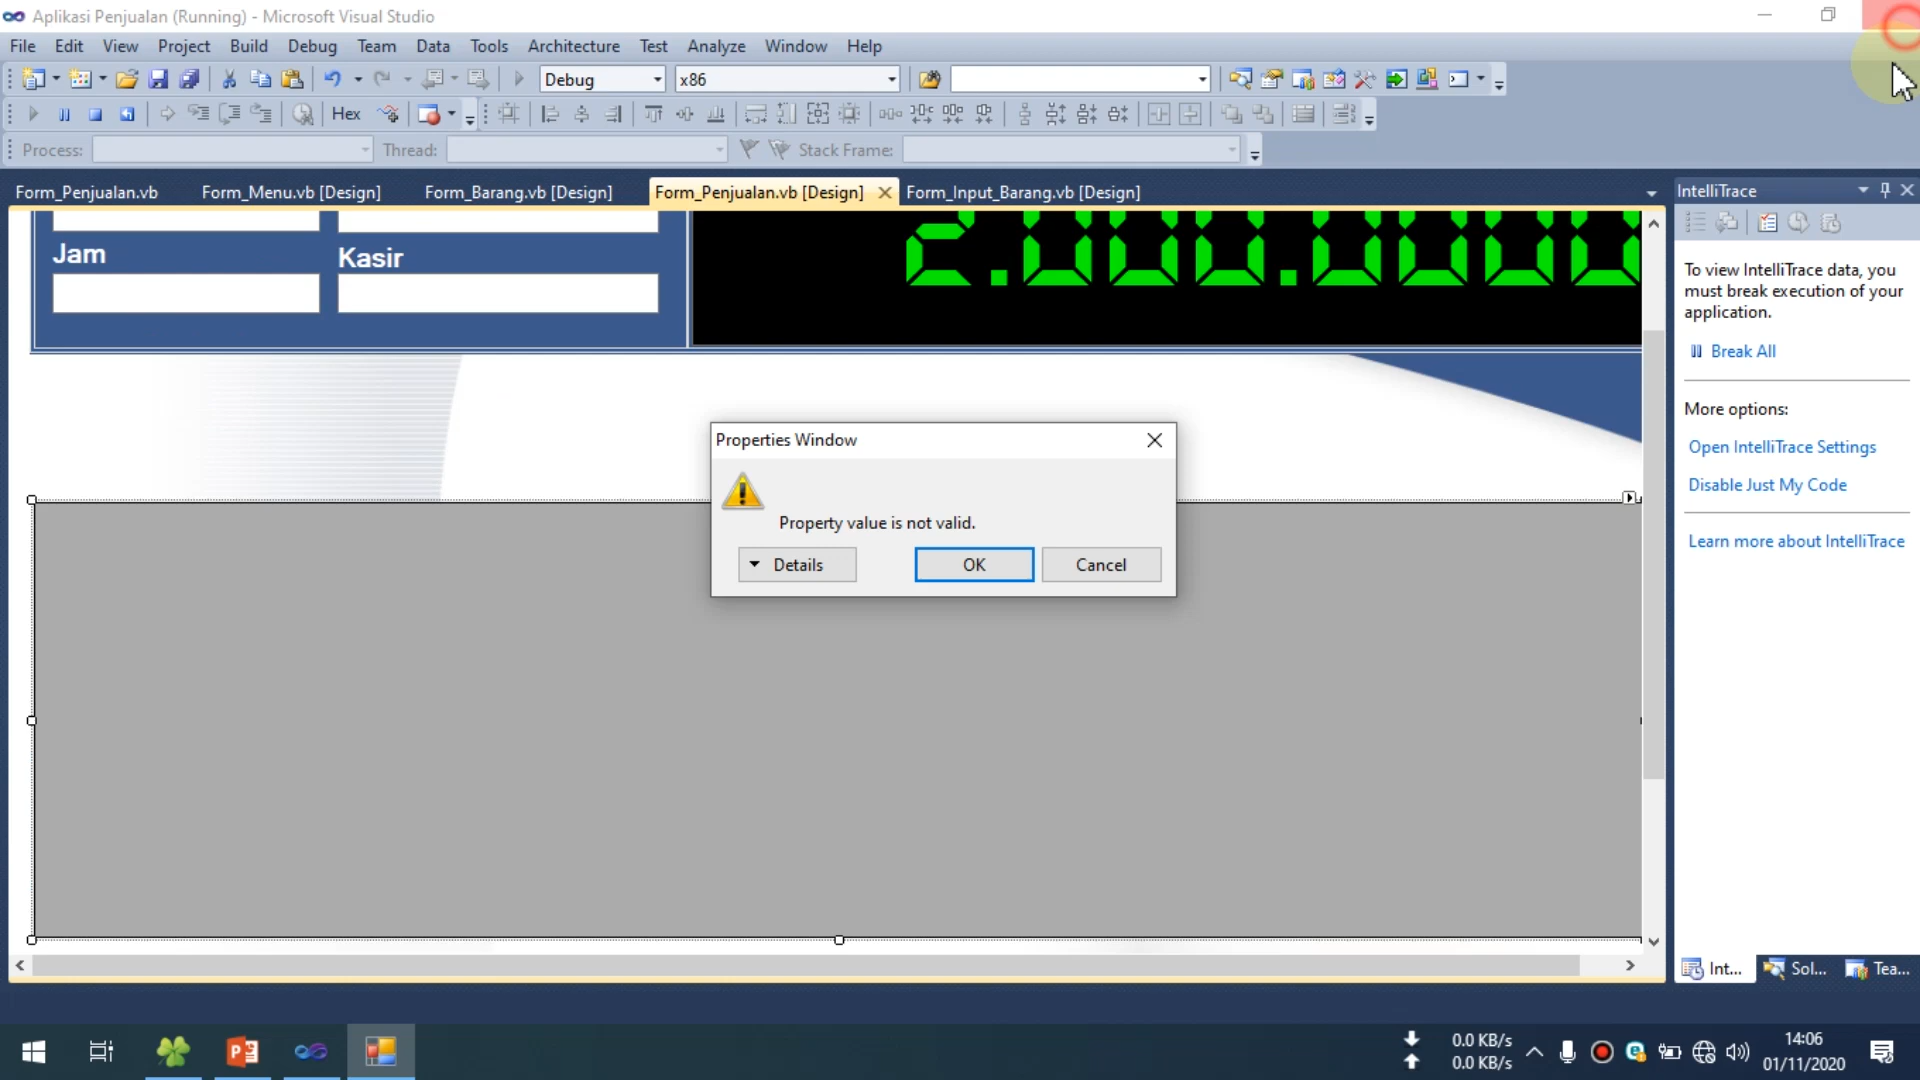 Aplikasi Penjualan (Running) - Microsoft Visual Studio
File Edit View Project Build Debug Team Data Tools Architecture Test Analyze Window Help
Debug x86
Hex
Process: Thread: Stack Frame:
Form_Penjualan.vb Form_Menu.vb [Design] Form_Barang.vb [Design] Form_Penjualan.vb [Design] Form_Input_Barang.vb [Design]
IntelliTrace
Jam
Kasir
2.000.0000
To view IntelliTrace data, you
must break execution of your
application.
Break All
More options:
Open IntelliTrace Settings
Disable Just My Code
Learn more about IntelliTrace
Properties Window
Property value is not valid.
Details OK Cancel
Int... Sol... Tea...
0.0 KB/s
0.0 KB/s
14:06
01/11/2020